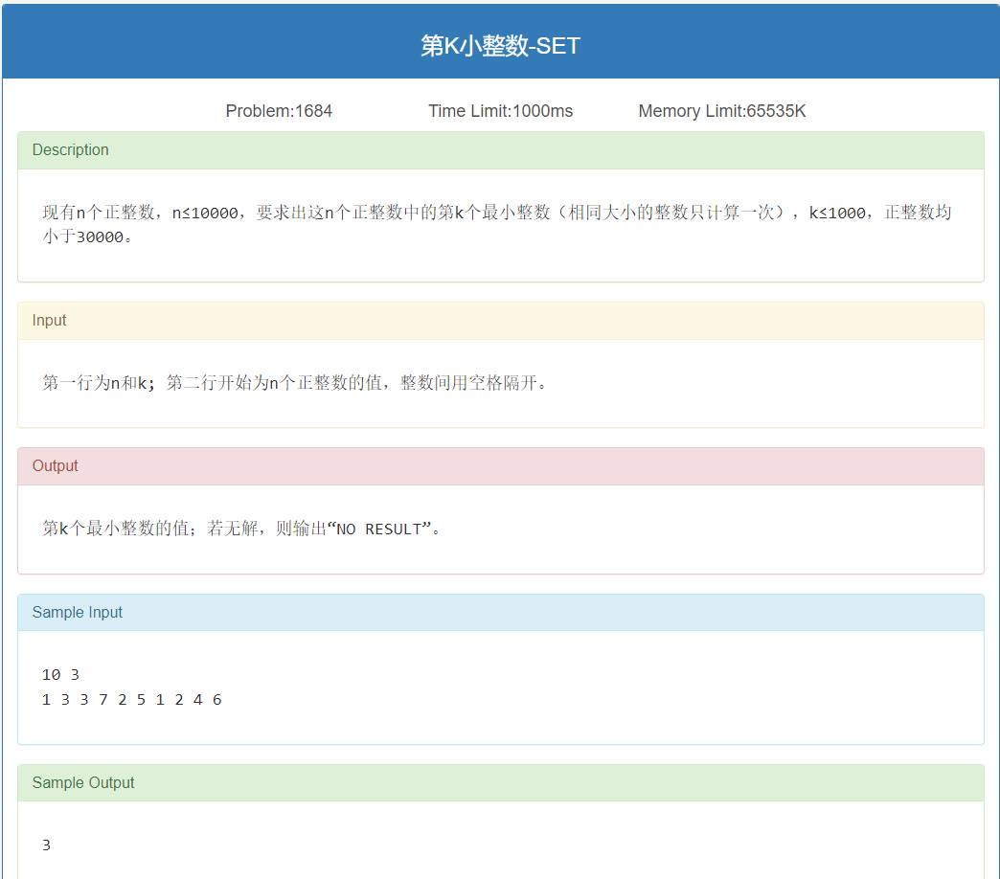 第K小整数-SET
Problem:1684 Time Limit:1000ms Memory Limit:65535K
Description
现有n个正整数，n≤10000，要求出这n个正整数中的第k个最小整数（相同大小的整数只计算一次），k≤1000，正整数均
小于30000。
Input
第一行为n和k; 第二行开始为n个正整数的值，整数间用空格隔开。
Output
第k个最小整数的值；若无解，则输出“NO RESULT”。
Sample Input
10 3
1 3 3 7 2 5 1 2 4 6
Sample Output
3